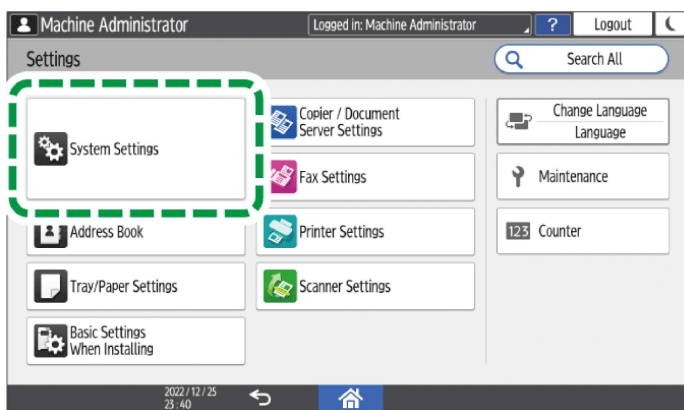 Machine Administrator
Logged in: Machine Administrator
?
Logout
Settings
Search All
System Settings
Copier / Document
Server Settings
Change Language
Language
Fax Settings
Maintenance
Address Book
Printer Settings
123 Counter
Tray/Paper Settings
Scanner Settings
Basic Settings
When Installing
2022/12/25
23:40